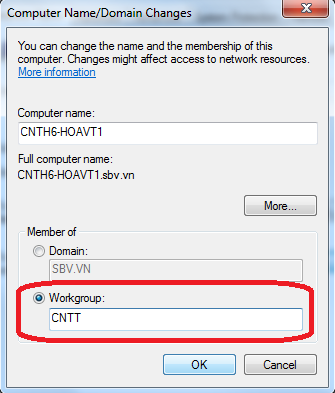 Computer Name/Domain Changes
You can change the name and the membership of this
computer. Changes might affect access to network resources.
More information
Computer name:
CNTH6-HOAVT1
Full computer name:
CNTH6-HOAVT1.sbv.vn
More...
Member of
Domain:
SBV.VN
Workgroup:
CNTT
OK
Cancel